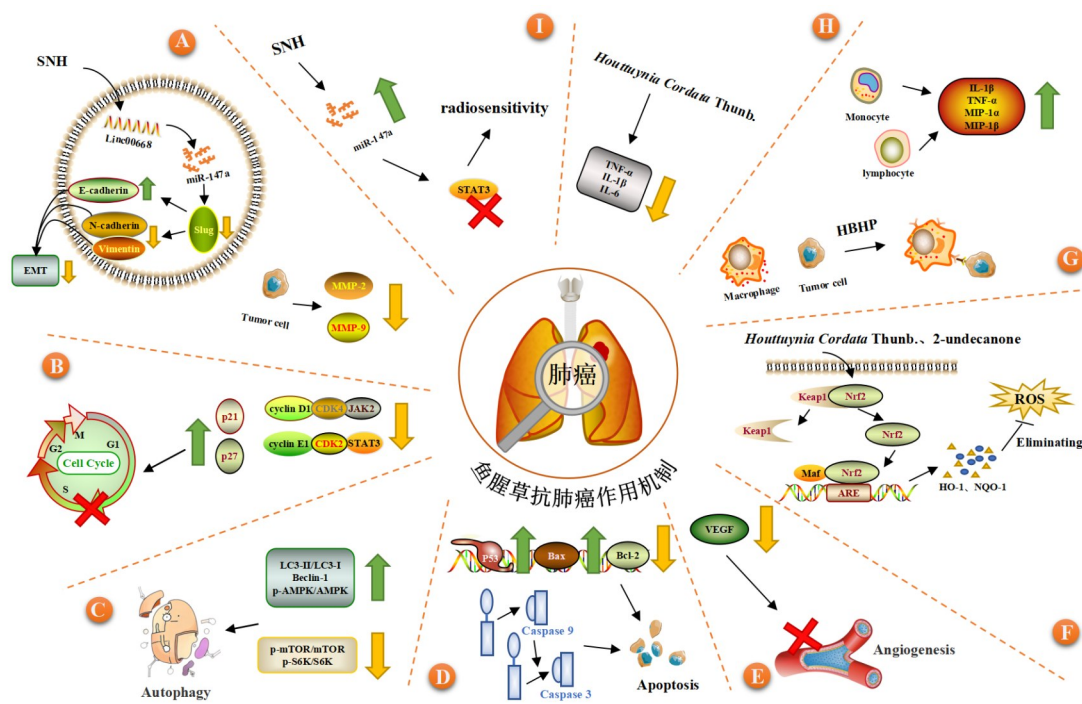 A
SNH
Linc00668
miR-147a
E-cadherin
N-cadherin
Vimentin
Slug
EMT
Tumor cell
MMP-2
MMP-9
I
SNH
miR-147a
radiosensitivity
STAT3
Houttuynia Cordata Thunb.
TNF-α
IL-1β
IL-6
H
Monocyte
lymphocyte
IL-1β
TNF-α
MIP-1α
MIP-1β
G
Macrophage
Tumor cell
HBHP
B
M
G1
G2
S
Cell Cycle
p21
p27
cyclin D1
CDK4
JAK2
cyclin E1
CDK2
STAT3
肺癌
鱼腥草抗肺癌作用机制
Houttuynia Cordata Thunb.、2-undecanone
Keap1
Nrf2
Keap1
Nrf2
Maf
Nrf2
ARE
HO-1、NQO-1
ROS
Eliminating
C
LC3-II/LC3-I
Beclin-1
p-AMPK/AMPK
p-mTOR/mTOR
p-S6K/S6K
Autophagy
D
P53
Bax
Bcl-2
Caspase 9
Caspase 3
Apoptosis
E
VEGF
Angiogenesis
F